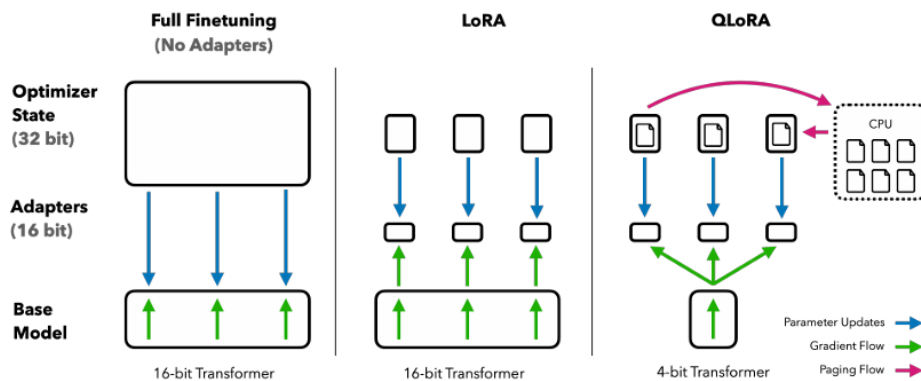 Full Finetuning
(No Adapters)
LoRA
QLoRA
Optimizer
State
(32 bit)
CPU
Adapters
(16 bit)
Base
Model
Parameter Updates
Gradient Flow
Paging Flow
16-bit Transformer
16-bit Transformer
4-bit Transformer